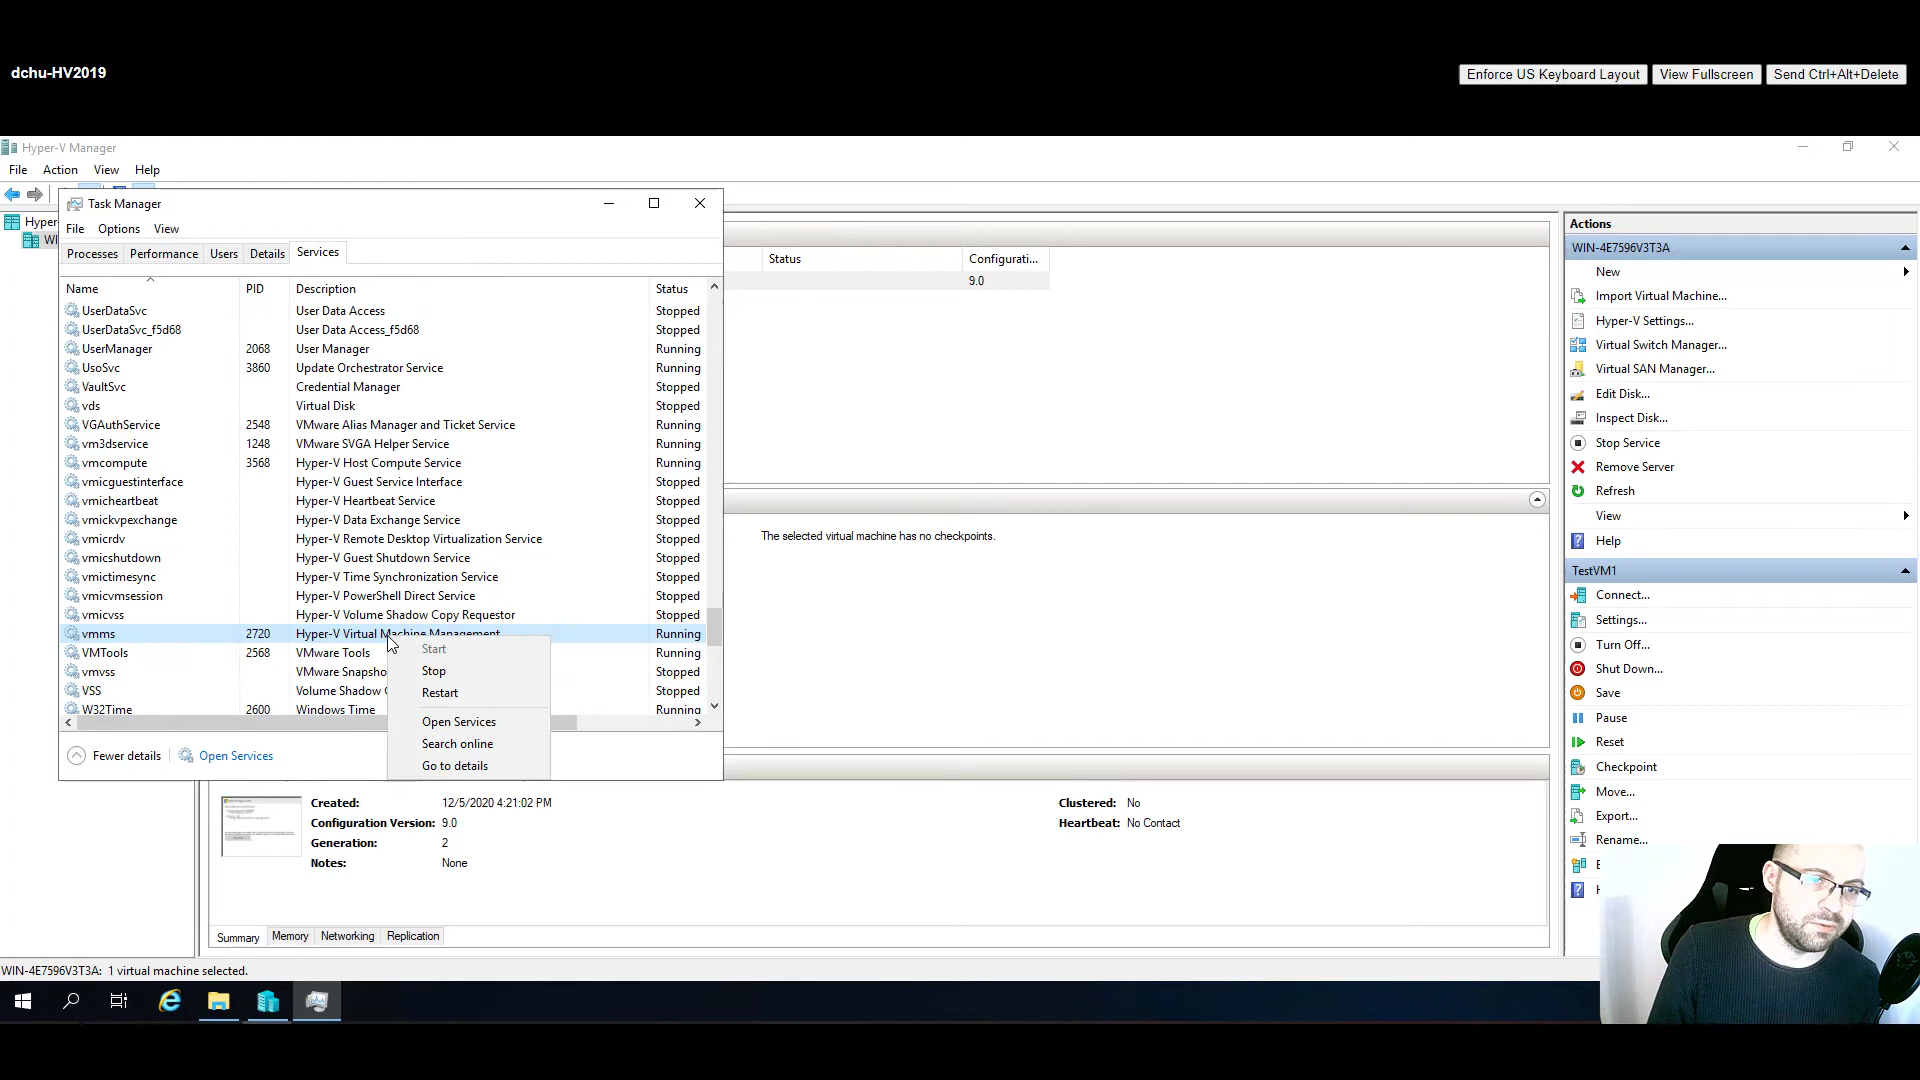 dchu-HV2019
Enforce US Keyboard Layout
View Fullscreen
Send Ctrl+Alt+Delete
Hyper-V Manager
File Action View Help
Hyper
WI
Task Manager
File Options View
Processes Performance Users Details Services
Name PID Description Status
UserDataSvc User Data Access Stopped
UserDataSvc_f5d68 User Data Access_f5d68 Stopped
UserManager 2068 User Manager Running
UsoSvc 3860 Update Orchestrator Service Running
VaultSvc Credential Manager Stopped
vds Virtual Disk Stopped
VGAuthService 2548 VMware Alias Manager and Ticket Service Running
vm3dservice 1248 VMware SVGA Helper Service Running
vmcompute 3568 Hyper-V Host Compute Service Running
vmicguestinterface Hyper-V Guest Service Interface Stopped
vmicheartbeat Hyper-V Heartbeat Service Stopped
vmickvpexchange Hyper-V Data Exchange Service Stopped
vmicrdv Hyper-V Remote Desktop Virtualization Service Stopped
vmicshutdown Hyper-V Guest Shutdown Service Stopped
vmictimesync Hyper-V Time Synchronization Service Stopped
vmicvmsession Hyper-V PowerShell Direct Service Stopped
vmicvss Hyper-V Volume Shadow Copy Requestor Stopped
vmms 2720 Hyper-V Virtual Machine Management Running
VMTools 2568 VMware Tools Running
vmvss VMware Snapsho Stopped
VSS Volume Shadow Stopped
W32Time 2600 Windows Time Running
Start
Stop
Restart
Open Services
Search online
Go to details
Fewer details Open Services
Status Configurati...
9.0
The selected virtual machine has no checkpoints.
Created: 12/5/2020 4:21:02 PM
Configuration Version: 9.0
Generation: 2
Notes: None
Clustered: No
Heartbeat: No Contact
Summary Memory Networking Replication
Actions
WIN-4E7596V3T3A
New
Import Virtual Machine...
Hyper-V Settings...
Virtual Switch Manager...
Virtual SAN Manager...
Edit Disk...
Inspect Disk...
Stop Service
Remove Server
Refresh
View
Help
TestVM1
Connect...
Settings...
Turn Off...
Shut Down...
Save
Pause
Reset
Checkpoint
Move...
Export...
Rename...
WIN-4E7596V3T3A: 1 virtual machine selected.